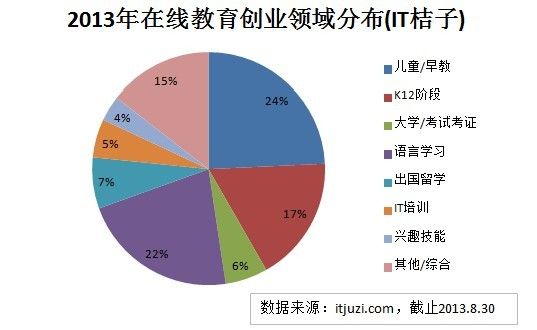 2013年在线教育创业领域分布(IT桔子)
24%
17%
6%
22%
7%
5%
4%
15%
儿童/早教
K12阶段
大学/考试考证
语言学习
出国留学
IT培训
兴趣技能
其他/综合
数据来源：itjuzi.com，截止2013.8.30